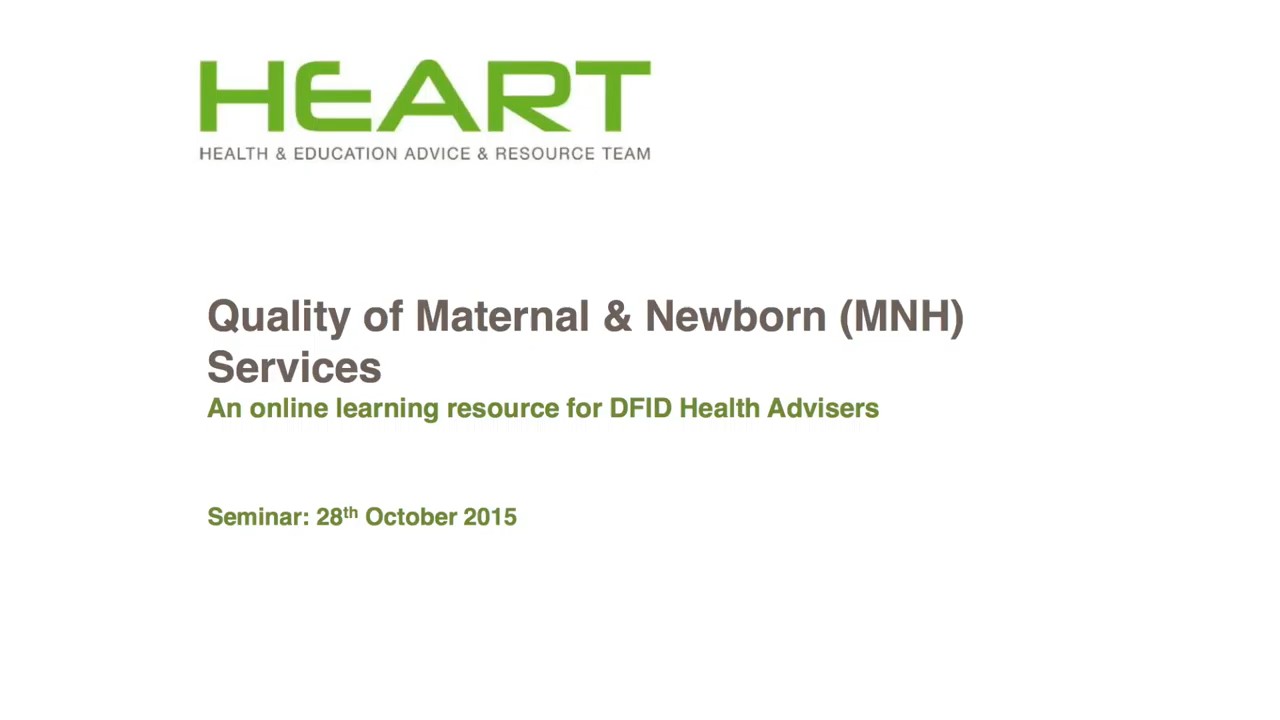 HEART
HEALTH & EDUCATION ADVICE & RESOURCE TEAM
Quality of Maternal & Newborn (MNH)
Services
An online learning resource for DFID Health Advisers
Seminar: 28th October 2015